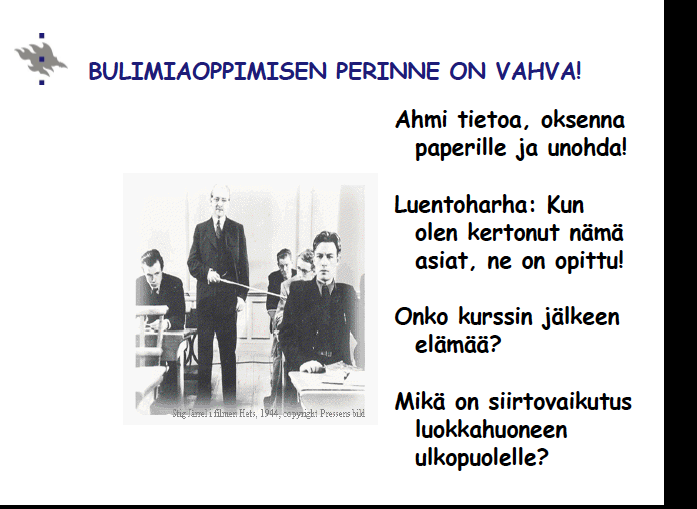 BULIMIAOPPIMISEN PERINNE ON VAHVA!
Ahmi tietoa, oksenna
paperille ja unohda!
Luentoharha: Kun
olen kertonut nämä
asiat, ne on opittu!
Onko kurssin jälkeen
elämää?
Mikä on siirtovaikutus
luokkahuoneen
ulkopuolelle?
Stig Järrel i filmen Hets, 1944, copyright Pressens bild